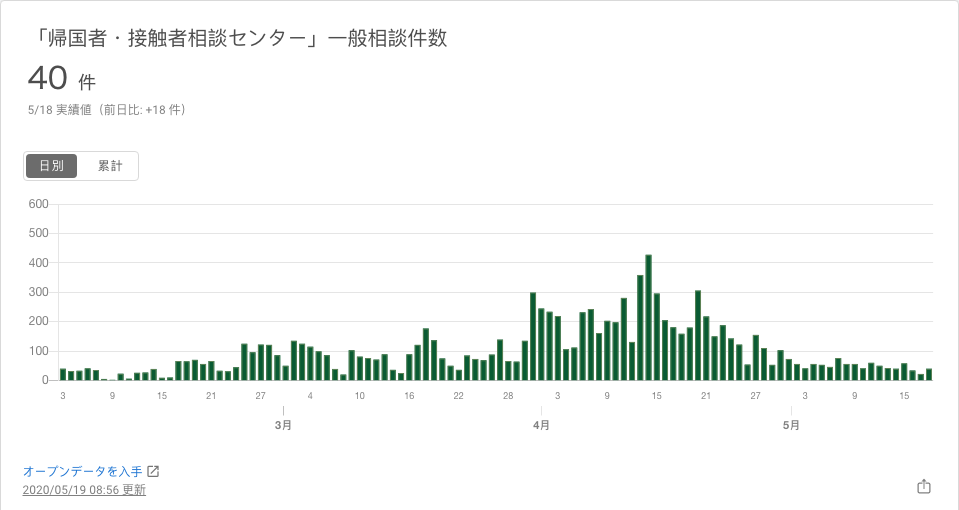 「帰国者・接触者相談センター」一般相談件数
40 件
5/18 実績値（前日比: +18 件）
日別 累計
600
500
400
300
200
100
0
3 9 15 21 27 4 10 16 22 28 3 9 15 21 27 3 9 15
3月 4月 5月
オープンデータを入手
2020/05/19 08:56 更新